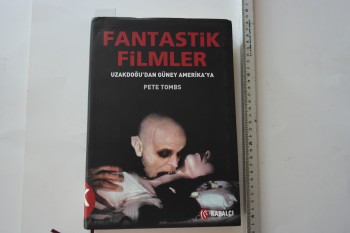 FANTASTİK
FİLMLER
UZAKDOĞU'DAN GÜNEY AMERİKA'YA
PETE TOMBS
KABALCI